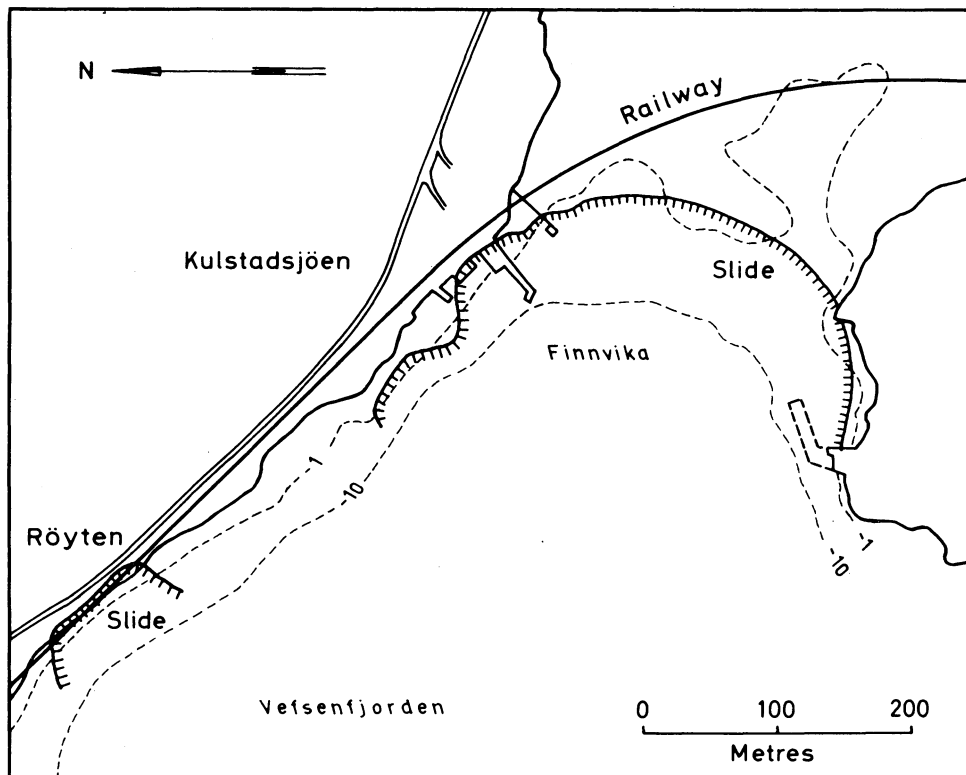 N
Railway
Kulstadsjöen
Slide
Finnvika
1
10
Röyten
10
1
Slide
Vefsenfjorden
0 100 200
Metres